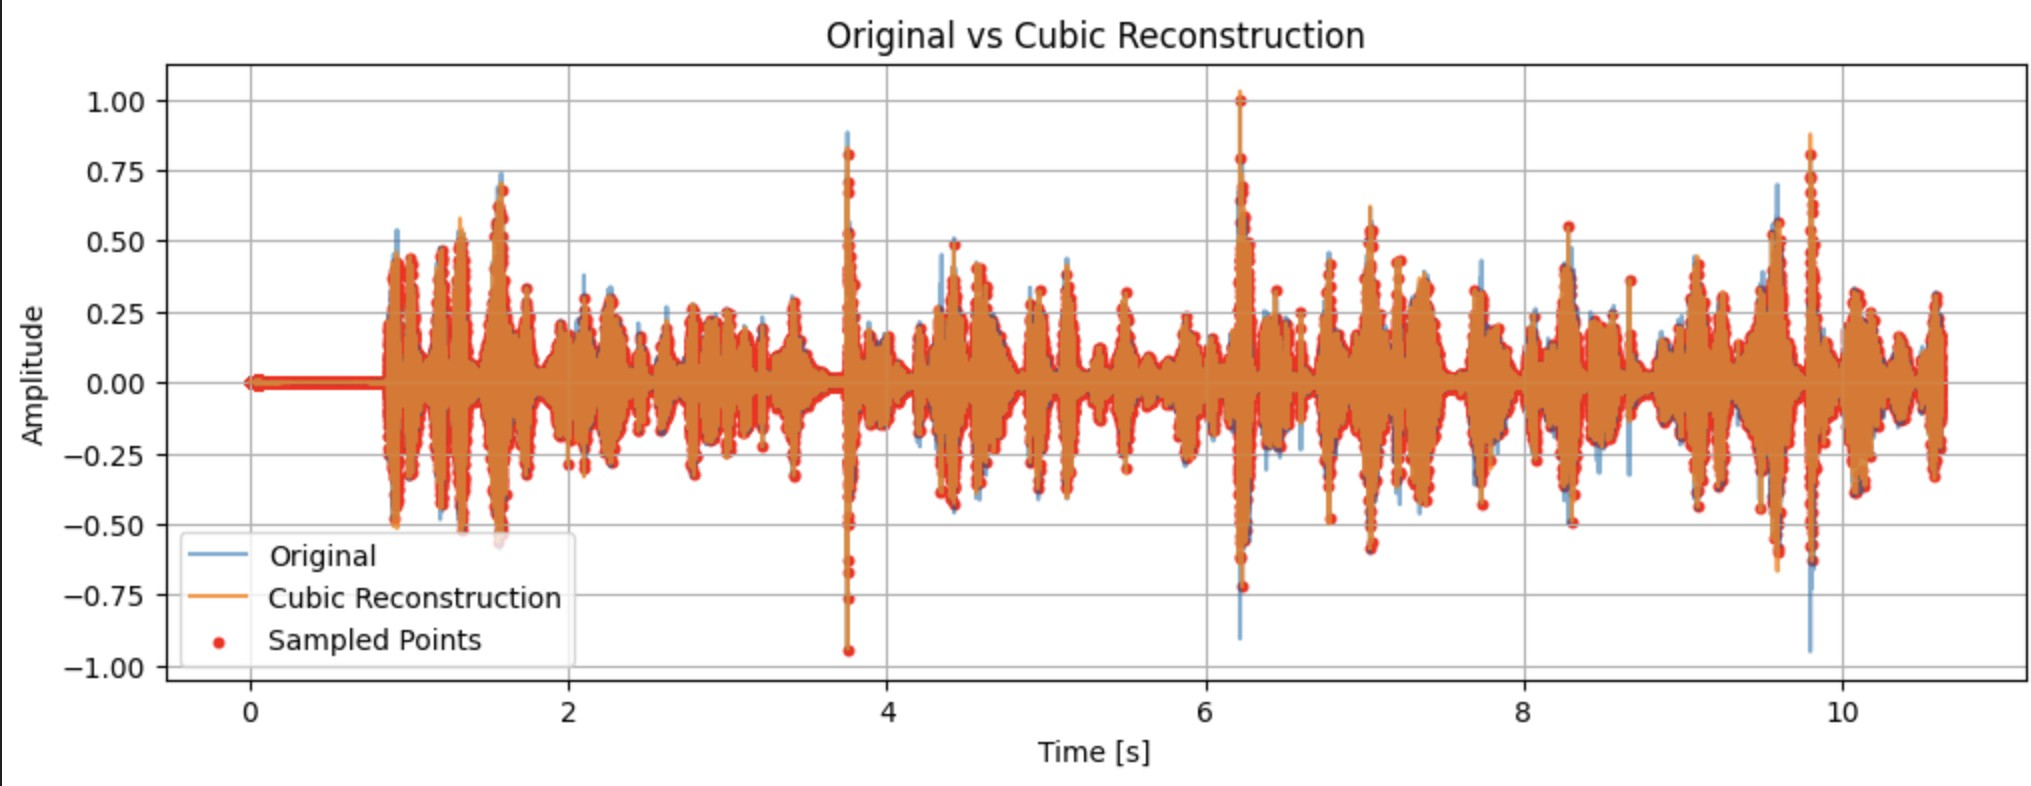 Original vs Cubic Reconstruction
1.00
0.75
0.50
0.25
0.00
−0.25
−0.50
−0.75
−1.00
Amplitude
Original
Cubic Reconstruction
Sampled Points
0 2 4 6 8 10
Time [s]